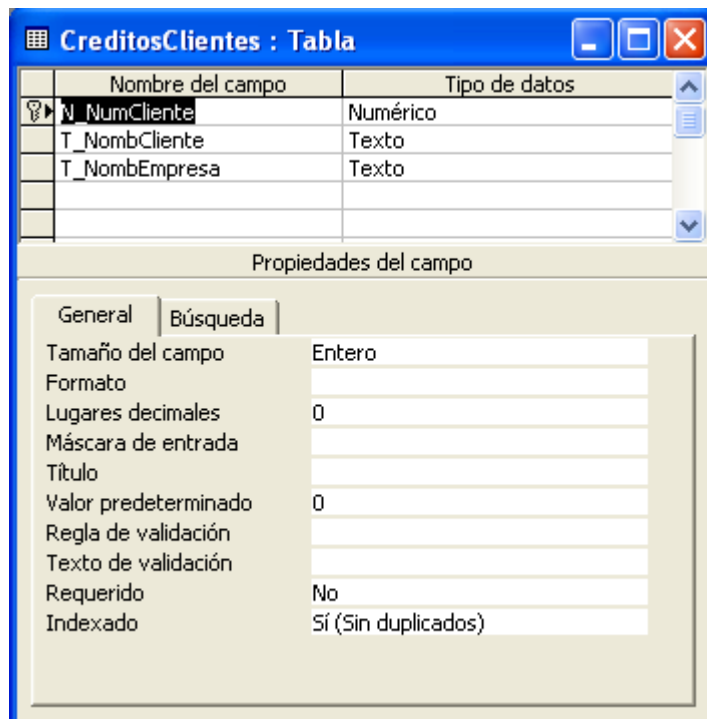 CreditosClientes : Tabla
Nombre del campo Tipo de datos
N_NumCliente Numérico
T_NombCliente Texto
T_NombEmpresa Texto
Propiedades del campo
General Búsqueda
Tamaño del campo Entero
Formato
Lugares decimales 0
Máscara de entrada
Título
Valor predeterminado 0
Regla de validación
Texto de validación
Requerido No
Indexado Sí (Sin duplicados)